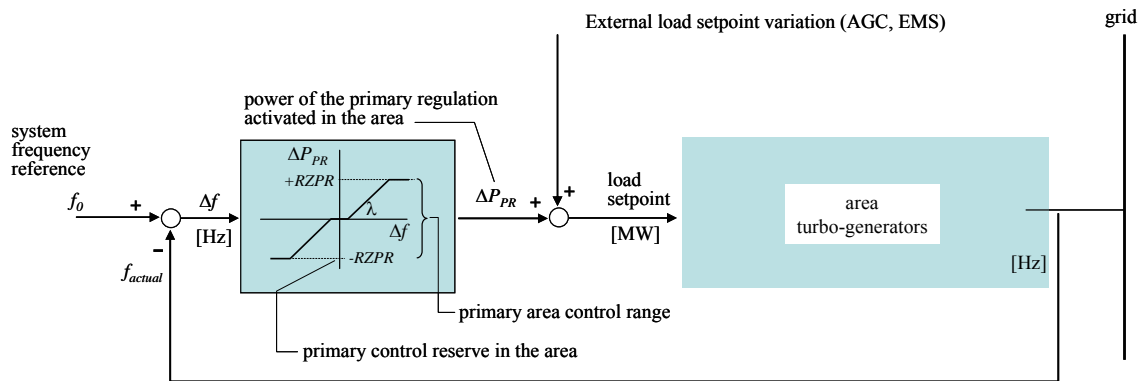 External load setpoint variation (AGC, EMS)
grid
power of the primary regulation
activated in the area
system
frequency
reference
f0
+
Δf
[Hz]
−
factual
ΔPPR
+RZPR
λ
Δf
-RZPR
ΔPPR
+
+
load
setpoint
[MW]
area
turbo-generators
[Hz]
primary area control range
primary control reserve in the area